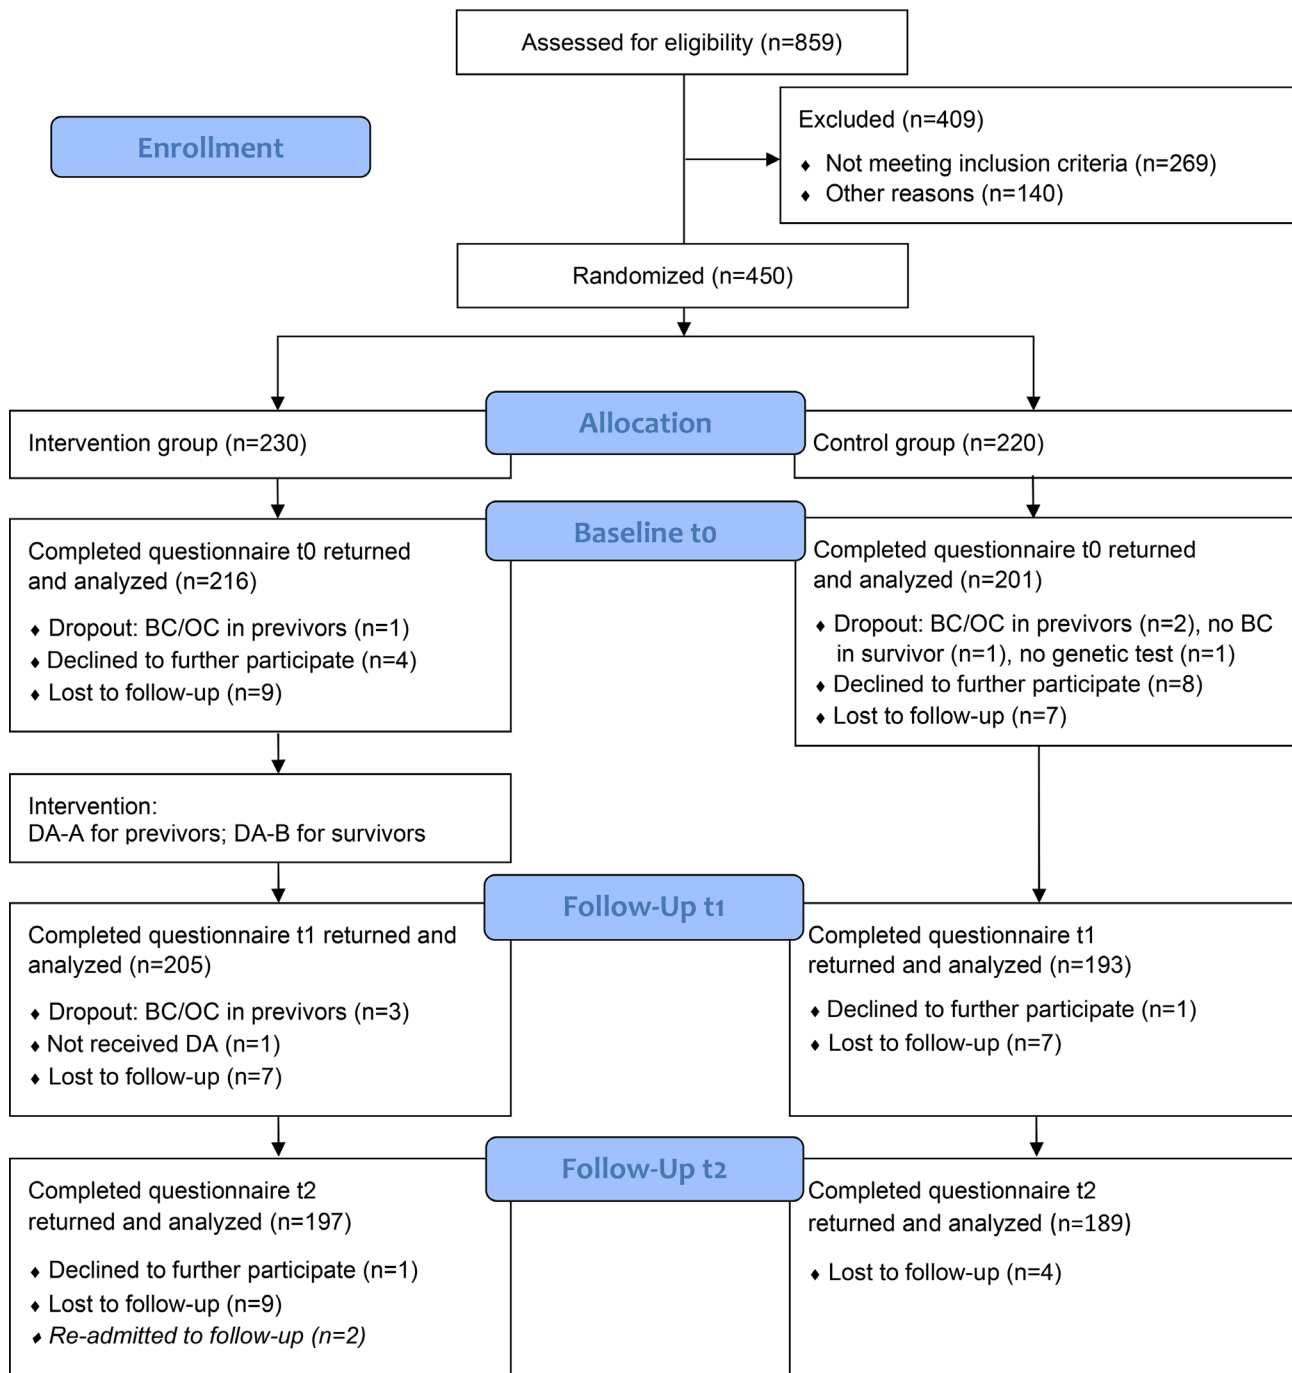 Assessed for eligibility (n=859)
Enrollment
Excluded (n=409)
♦ Not meeting inclusion criteria (n=269)
♦ Other reasons (n=140)
Randomized (n=450)
Allocation
Intervention group (n=230)
Control group (n=220)
Baseline t0
Completed questionnaire t0 returned
and analyzed (n=216)
♦ Dropout: BC/OC in previvors (n=1)
♦ Declined to further participate (n=4)
♦ Lost to follow-up (n=9)
Completed questionnaire t0 returned
and analyzed (n=201)
♦ Dropout: BC/OC in previvors (n=2), no BC
in survivor (n=1), no genetic test (n=1)
♦ Declined to further participate (n=8)
♦ Lost to follow-up (n=7)
Intervention:
DA-A for previvors; DA-B for survivors
Follow-Up t1
Completed questionnaire t1 returned and
analyzed (n=205)
♦ Dropout: BC/OC in previvors (n=3)
♦ Not received DA (n=1)
♦ Lost to follow-up (n=7)
Completed questionnaire t1
returned and analyzed (n=193)
♦ Declined to further participate (n=1)
♦ Lost to follow-up (n=7)
Follow-Up t2
Completed questionnaire t2
returned and analyzed (n=197)
♦ Declined to further participate (n=1)
♦ Lost to follow-up (n=9)
♦ Re-admitted to follow-up (n=2)
Completed questionnaire t2
returned and analyzed (n=189)
♦ Lost to follow-up (n=4)